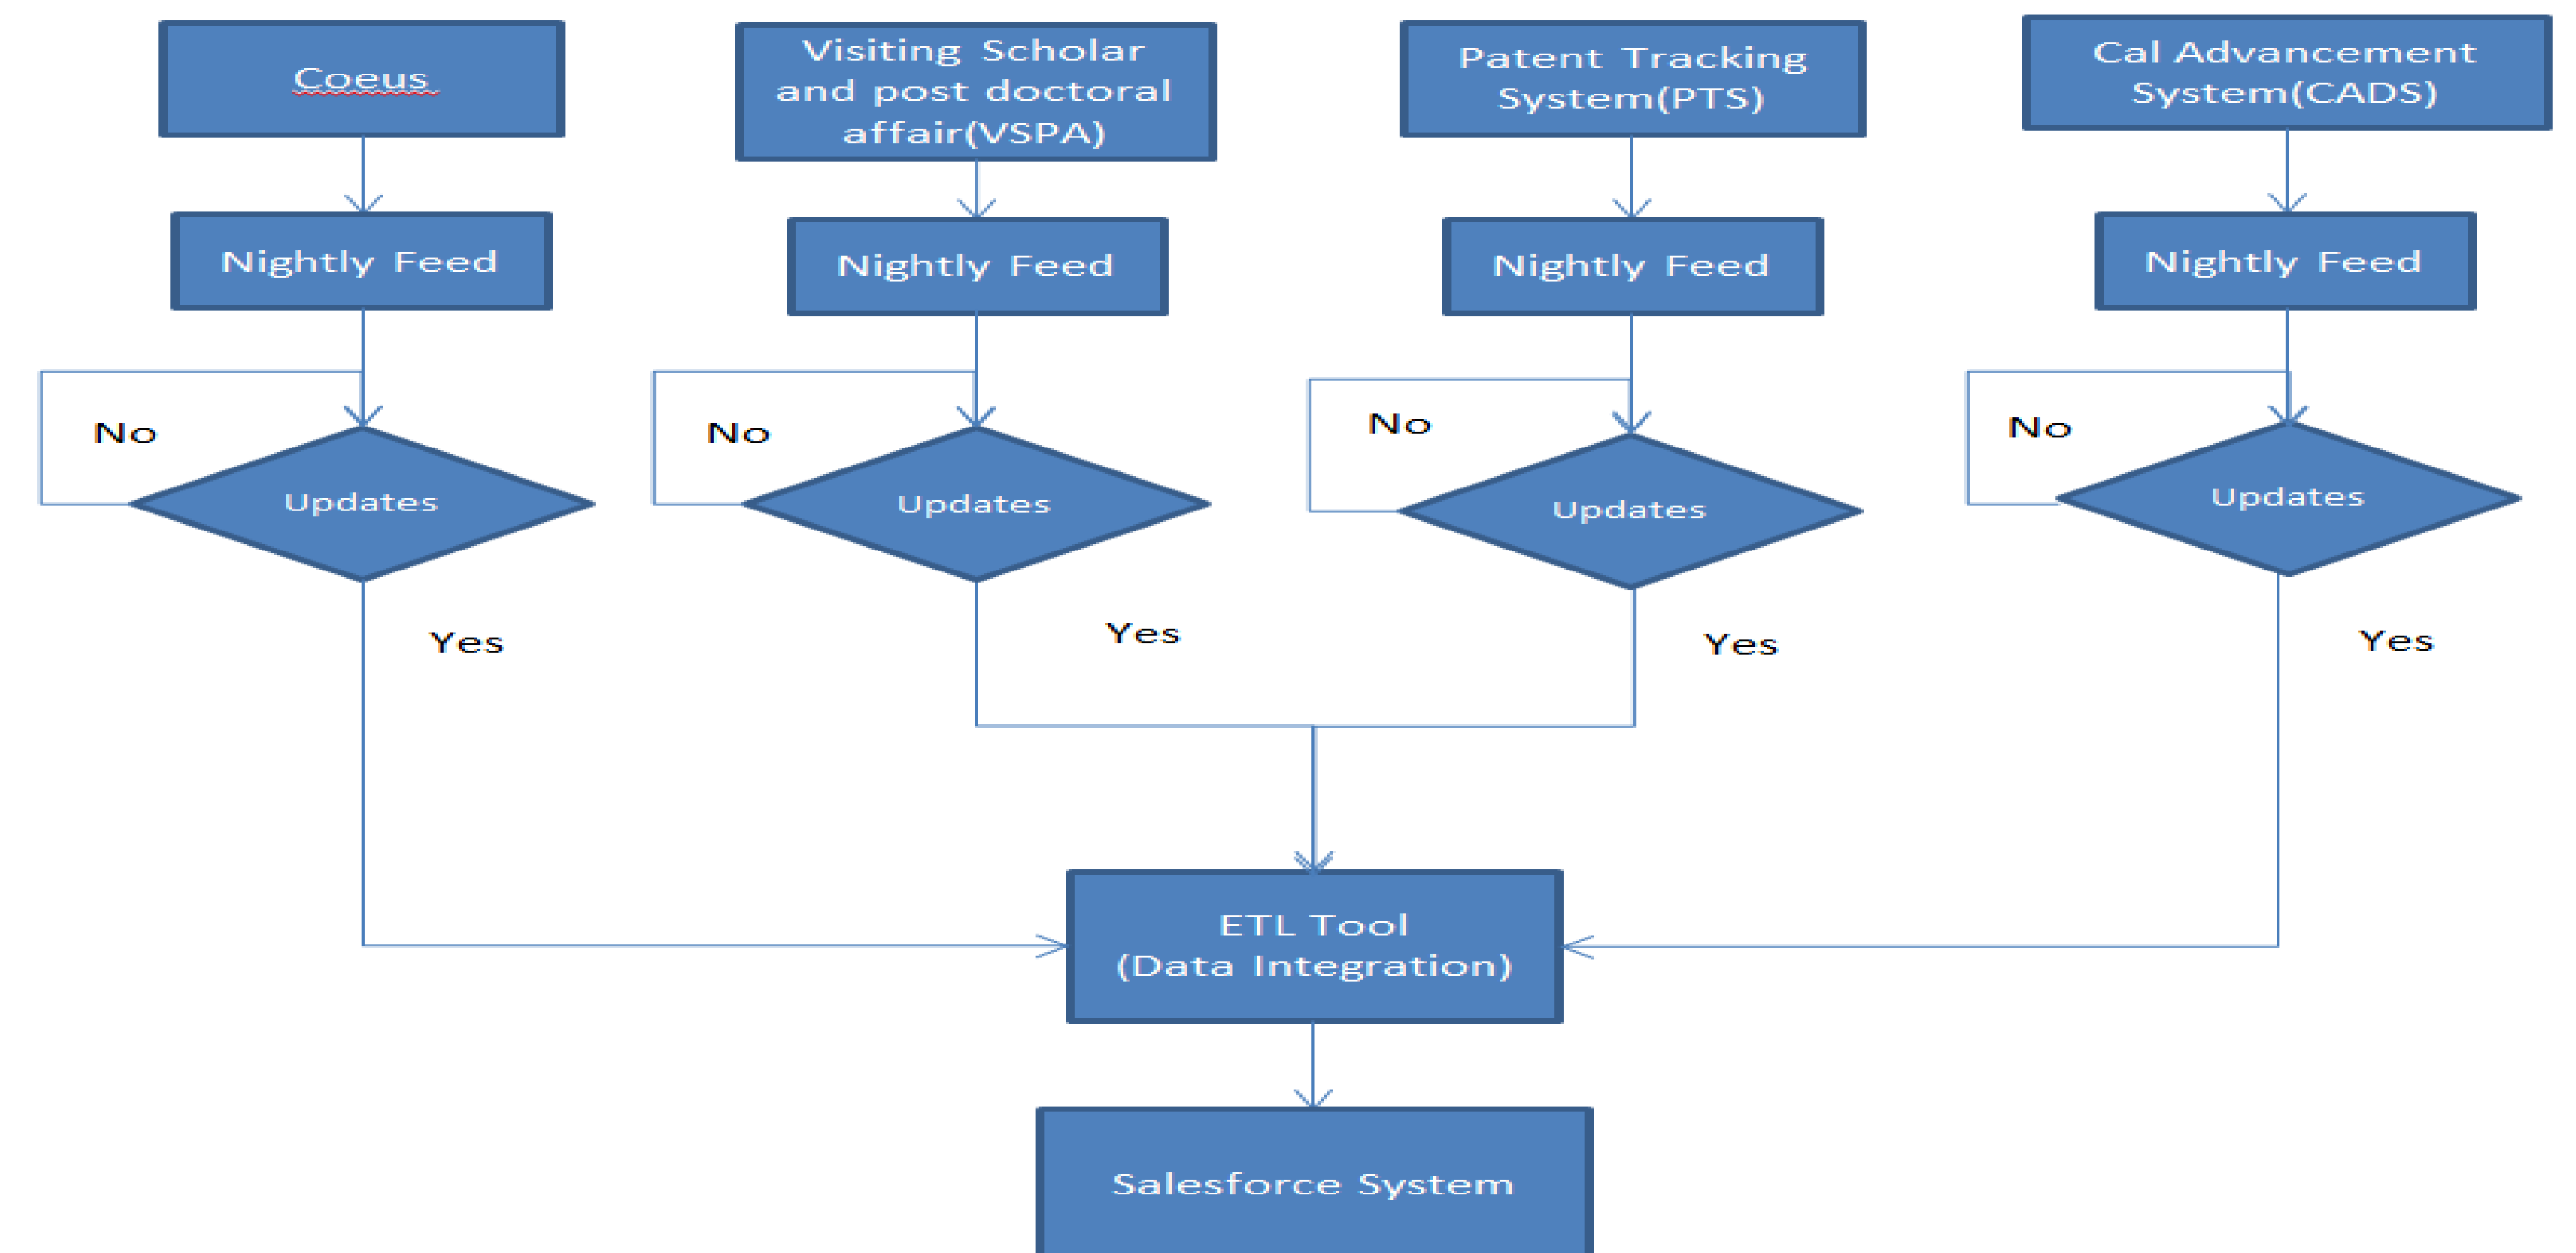 Coeus
Visiting Scholar
and post doctoral
affair(VSPA)
Patent Tracking
System(PTS)
Cal Advancement
System(CADS)
Nightly Feed
Nightly Feed
Nightly Feed
Nightly Feed
No
No
No
No
Updates
Updates
Updates
Updates
Yes
Yes
Yes
Yes
ETL Tool
(Data Integration)
Salesforce System